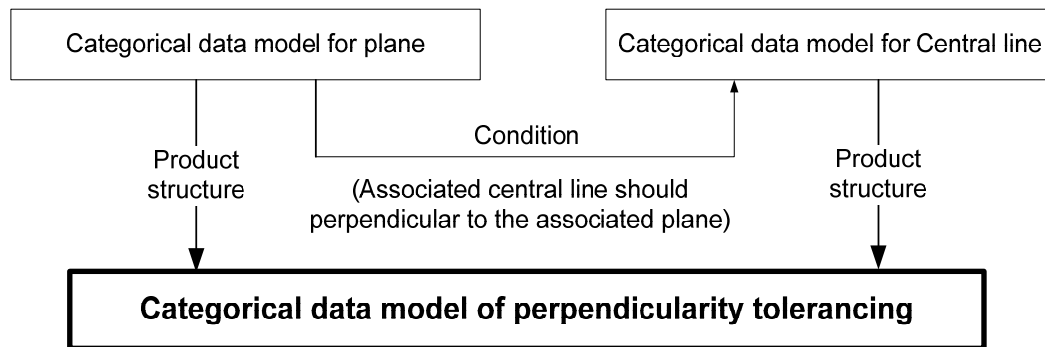 Categorical data model for plane
Categorical data model for Central line
Condition
Product
structure
Product
structure
(Associated central line should
perpendicular to the associated plane)
Categorical data model of perpendicularity tolerancing